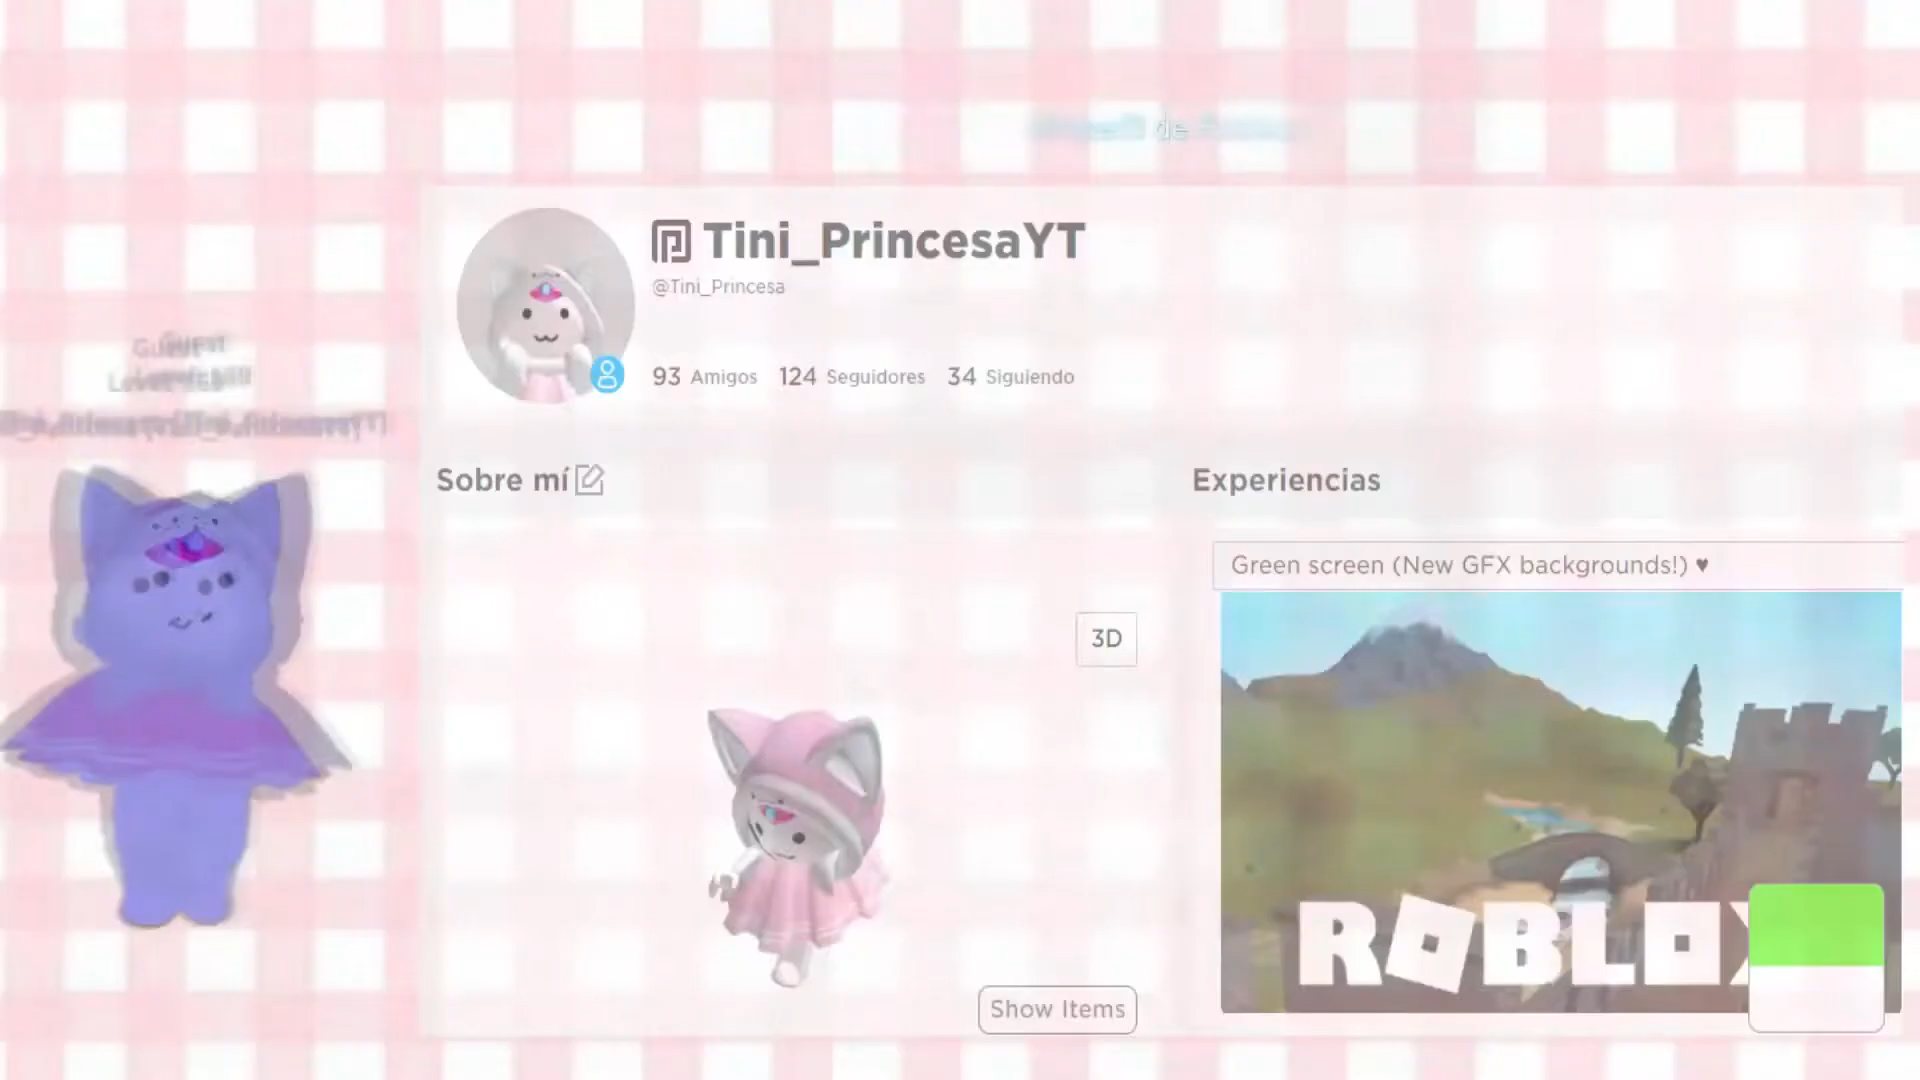 de
Tini_PrincesaYT
@Tini_Princesa
93 Amigos 124 Seguidores 34 Siguiendo
Sobre mí
Experiencias
Green screen (New GFX backgrounds!) ♥
3D
ROBLOX
Show Items